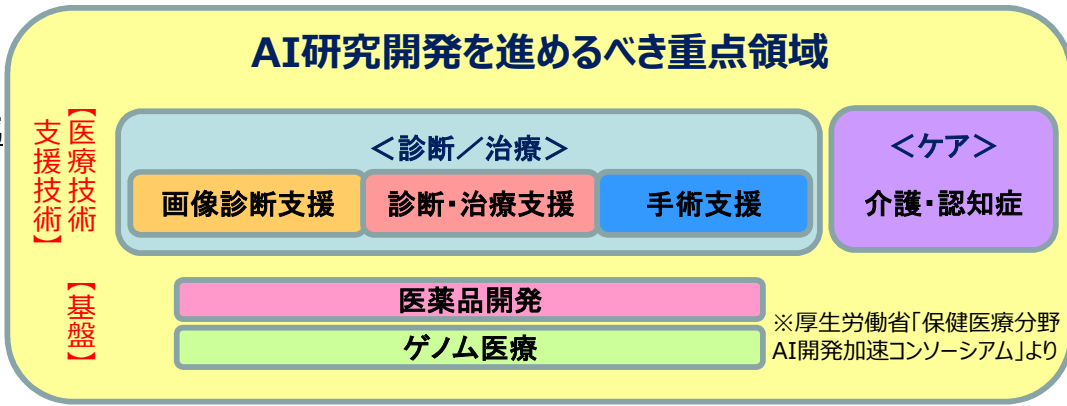 AI研究開発を進めるべき重点領域
【医療技術
支援技術】
＜診断／治療＞
画像診断支援
診断・治療支援
手術支援
＜ケア＞
介護・認知症
【基盤】
医薬品開発
ゲノム医療
※厚生労働省「保健医療分野
AI開発加速コンソーシアム」より